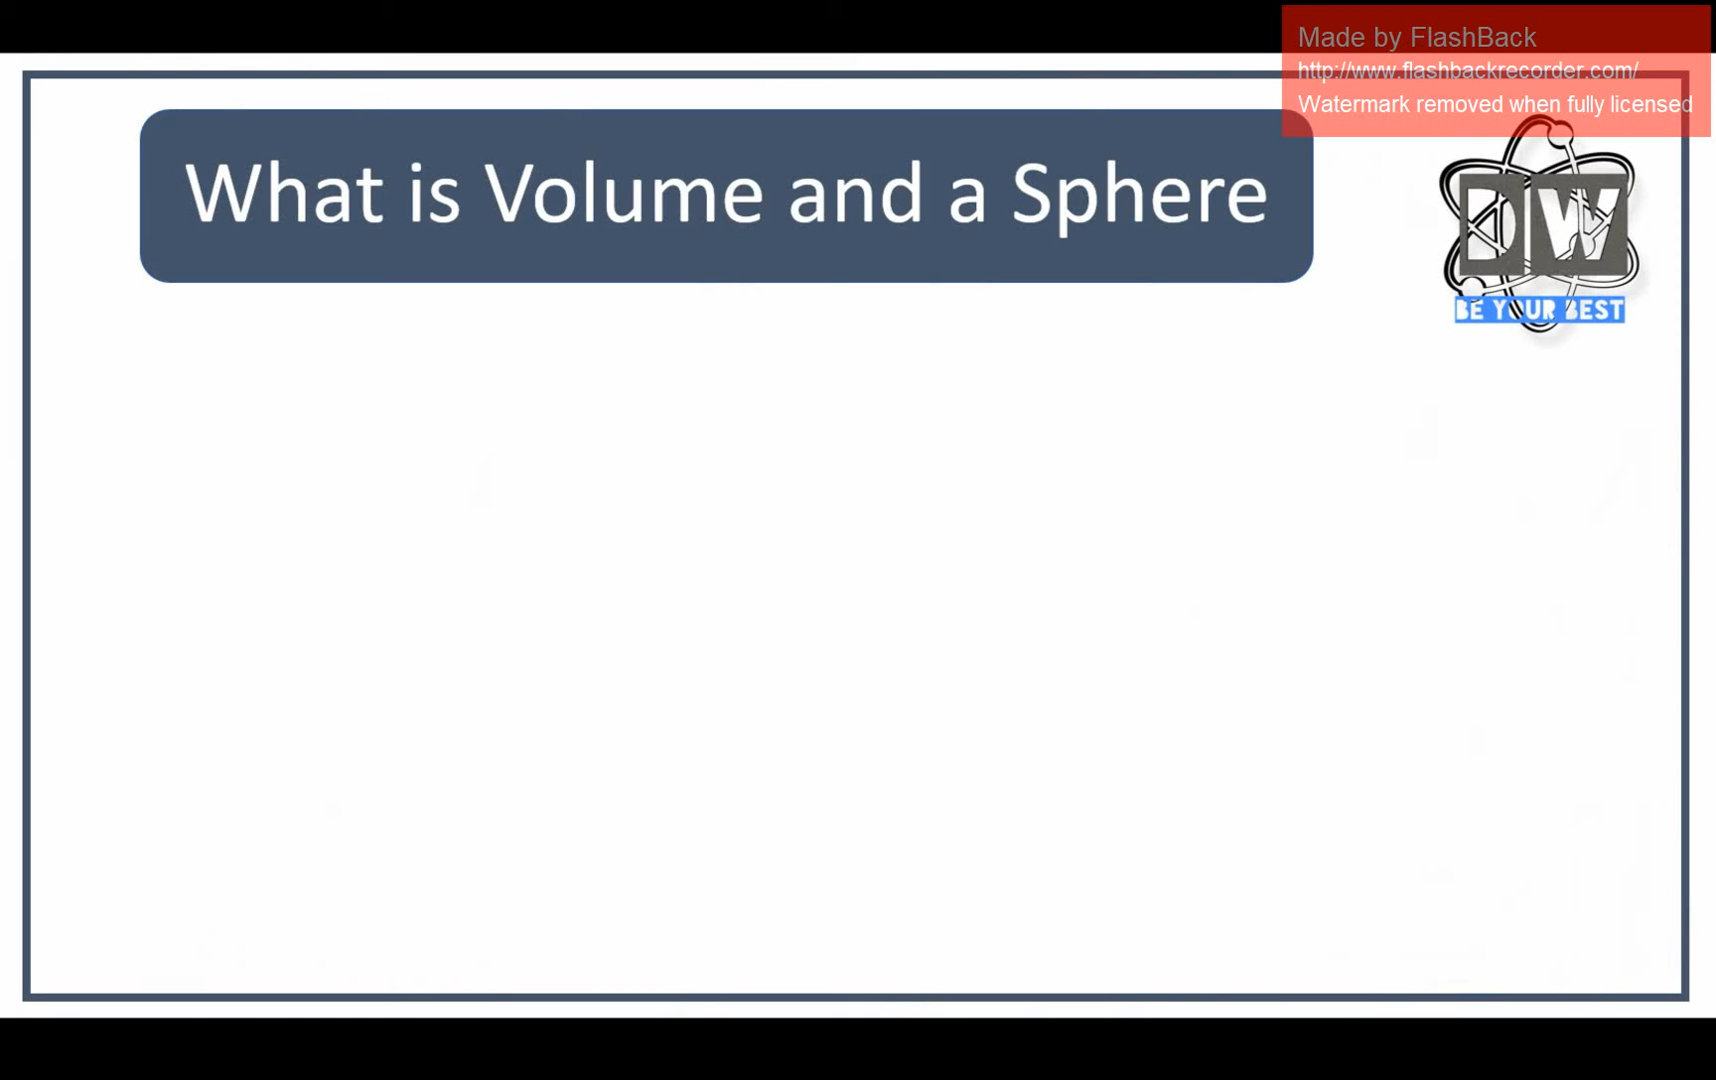 Made by FlashBack
http://www.flashbackrecorder.com/
Watermark removed when fully licensed
What is Volume and a Sphere
DW
BE YOUR BEST